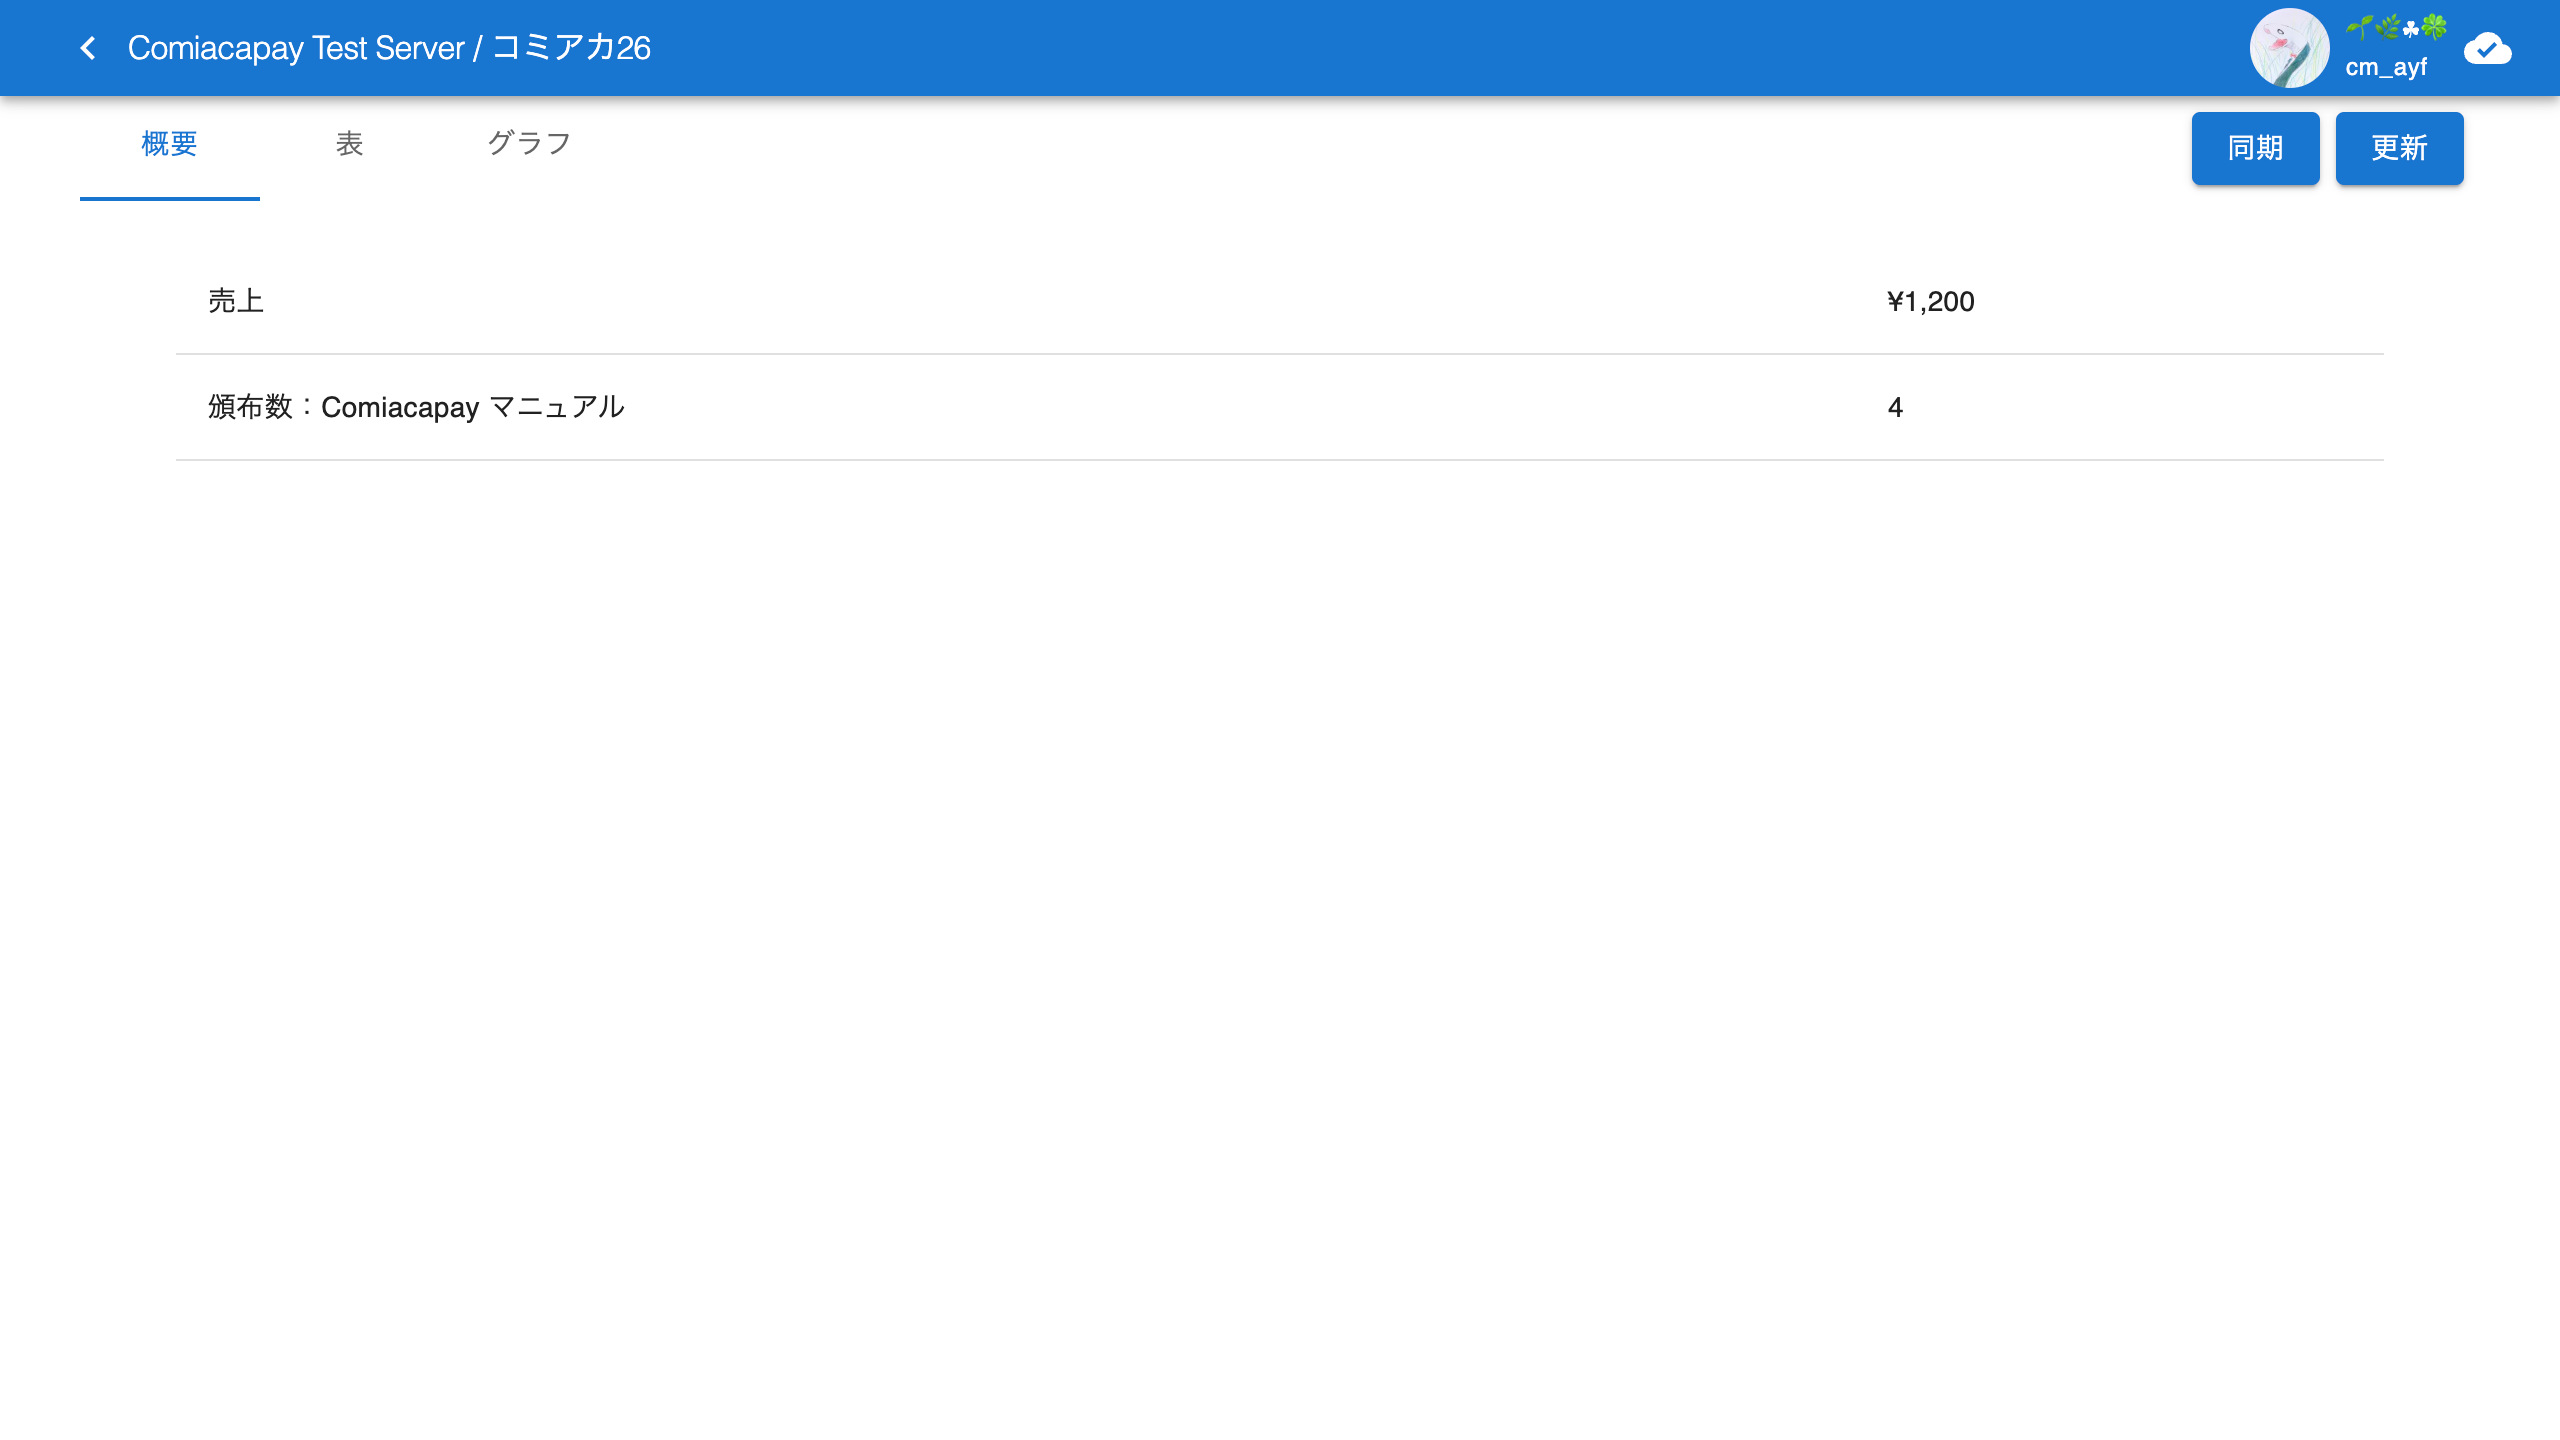 Comiacapay Test Server / コミアカ26
🌱🌿☘🍀
cm_ayf
概要
表
グラフ
同期
更新
売上
¥1,200
頒布数：Comiacapay マニュアル
4